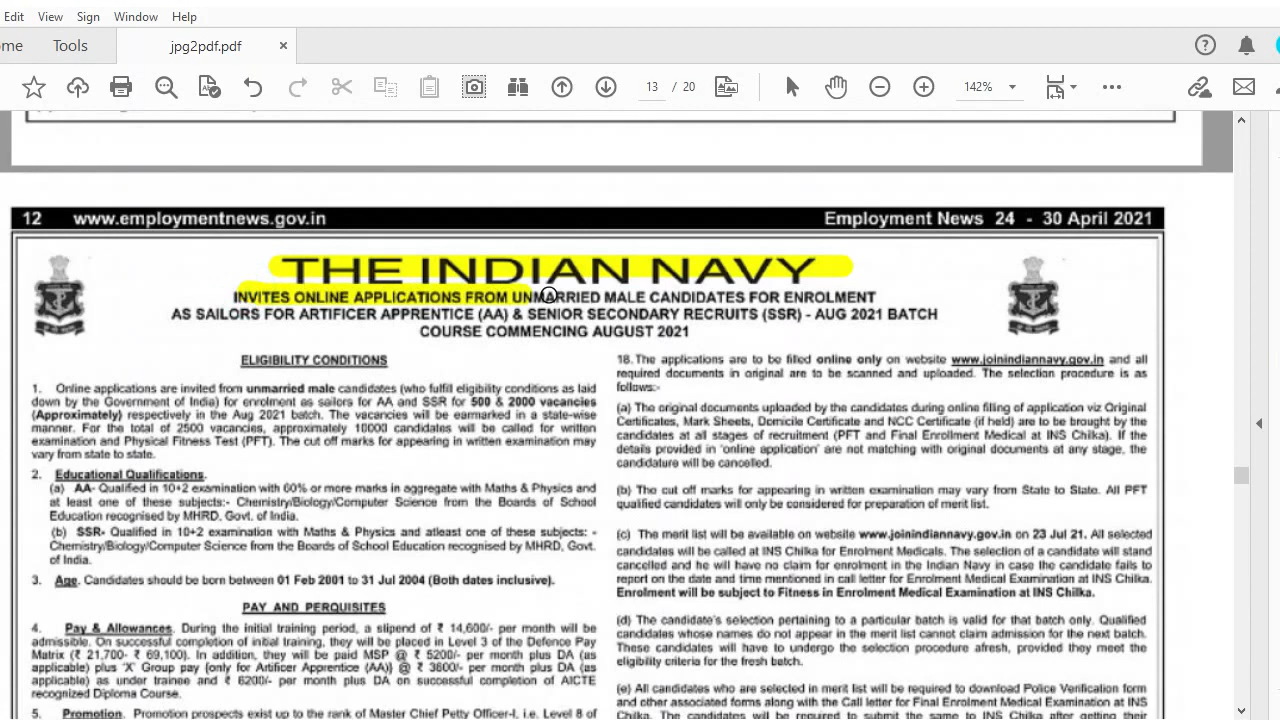 Edit View Sign Window Help
ome Tools jpg2pdf.pdf ×
13 / 20 142%
12 www.employmentnews.gov.in Employment News 24 - 30 April 2021
THE INDIAN NAVY
INVITES ONLINE APPLICATIONS FROM UNMARRIED MALE CANDIDATES FOR ENROLMENT
AS SAILORS FOR ARTIFICER APPRENTICE (AA) & SENIOR SECONDARY RECRUITS (SSR) - AUG 2021 BATCH
COURSE COMMENCING AUGUST 2021
ELIGIBILITY CONDITIONS
1. Online applications are invited from unmarried male candidates (who fulfill eligibility conditions as laid
down by the Government of India) for enrolment as sailors for AA and SSR for 500 & 2000 vacancies
(Approximately) respectively in the Aug 2021 batch. The vacancies will be earmarked in a state-wise
manner. For the total of 2500 vacancies, approximately 10000 candidates will be called for written
examination and Physical Fitness Test (PFT). The cut off marks for appearing in written examination may
vary from state to state.
2. Educational Qualifications.
(a) AA- Qualified in 10+2 examination with 60% or more marks in aggregate with Maths & Physics and
at least one of these subjects:- Chemistry/Biology/Computer Science from the Boards of School
Education recognised by MHRD, Govt. of India.
(b) SSR- Qualified in 10+2 examination with Maths & Physics and atleast one of these subjects: -
Chemistry/Biology/Computer Science from the Boards of School Education recognised by MHRD, Govt.
of India.
3. Age. Candidates should be born between 01 Feb 2001 to 31 Jul 2004 (Both dates inclusive).
PAY AND PERQUISITES
4. Pay & Allowances. During the initial training period, a stipend of ₹ 14,600/- per month will be
admissible. On successful completion of initial training, they will be placed in Level 3 of the Defence Pay
Matrix (₹ 21,700- ₹ 69,100). In addition, they will be paid MSP @ ₹ 5200/- per month plus DA (as
applicable) plus 'X' Group pay {only for Artificer Apprentice (AA)} @ ₹ 3600/- per month plus DA (as
applicable) as under trainee and ₹ 6200/- per month plus DA on successful completion of AICTE
recognized Diploma Course.
5. Promotion. Promotion prospects exist up to the rank of Master Chief Petty Officer-I, i.e. Level 8 of
18. The applications are to be filled online only on website www.joinindiannavy.gov.in and all
required documents in original are to be scanned and uploaded. The selection procedure is as
follows:-
(a) The original documents uploaded by the candidates during online filling of application viz Original
Certificates, Mark Sheets, Domicile Certificate and NCC Certificate (if held) are to be brought by the
candidates at all stages of recruitment (PFT and Final Enrollment Medical at INS Chilka). If the
details provided in 'online application' are not matching with original documents at any stage, the
candidature will be cancelled.
(b) The cut off marks for appearing in written examination may vary from State to State. All PFT
qualified candidates will only be considered for preparation of merit list.
(c) The merit list will be available on website www.joinindiannavy.gov.in on 23 Jul 21. All selected
candidates will be called at INS Chilka for Enrolment Medicals. The selection of a candidate will stand
cancelled and he will have no claim for enrolment in the Indian Navy in case the candidate fails to
report on the date and time mentioned in call letter for Enrolment Medical Examination at INS Chilka.
Enrolment will be subject to Fitness in Enrolment Medical Examination at INS Chilka.
(d) The candidate's selection pertaining to a particular batch is valid for that batch only. Qualified
candidates whose names do not appear in the merit list cannot claim admission for the next batch.
These candidates will have to undergo the selection procedure afresh, provided they meet the
eligibility criteria for the fresh batch.
(e) All candidates who are selected in merit list will be required to download Police Verification form
and other associated forms along with the Call letter for Enrolment Medical Examination from the
Chilka. The candidates will be required to submit the same to INS Chilka after getting their